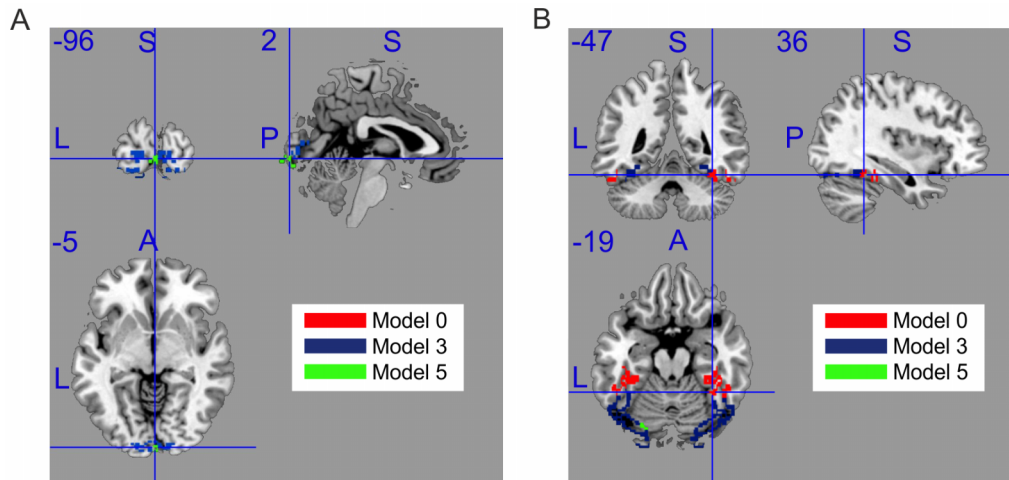 A
-96 S 2 S
L P
-5 A
L
Model 0
Model 3
Model 5
B
-47 S 36 S
L P
-19 A
L
Model 0
Model 3
Model 5